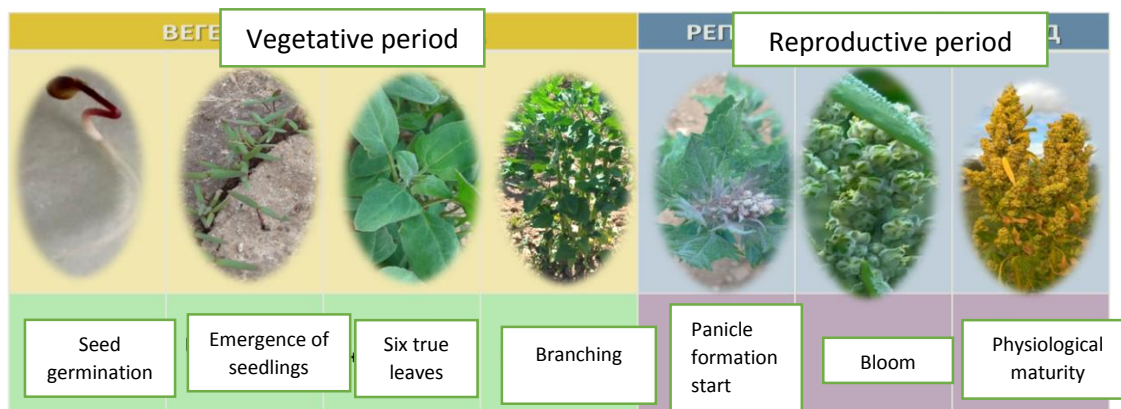 ВЕГЕ
Vegetative period
РЕП
Reproductive period
Д
Seed
germination
Emergence of
seedlings
Six true
leaves
Branching
Panicle
formation
start
Bloom
Physiological
maturity